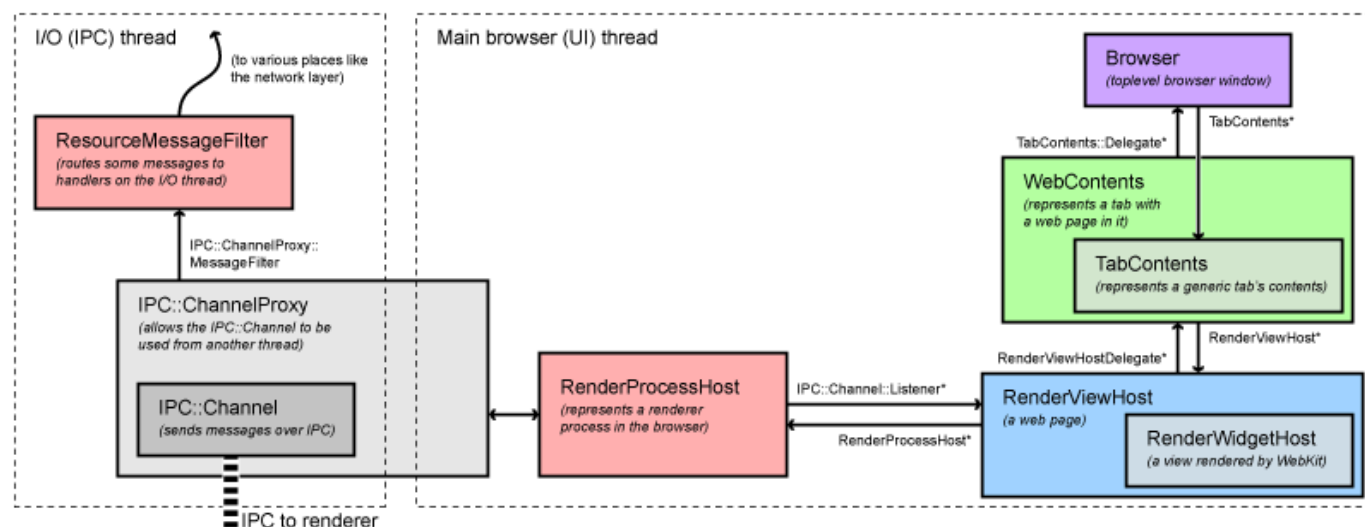 I/O (IPC) thread
(to various places like
the network layer)
ResourceMessageFilter
(routes some messages to
handlers on the I/O thread)
IPC::ChannelProxy::
MessageFilter
IPC::ChannelProxy
(allows the IPC::Channel to be
used from another thread)
IPC::Channel
(sends messages over IPC)
IPC to renderer
Main browser (UI) thread
Browser
(toplevel browser window)
TabContents::Delegate*
TabContents*
WebContents
(represents a tab with
a web page in it)
TabContents
(represents a generic tab's contents)
RenderViewHostDelegate*
RenderViewHost*
RenderProcessHost
(represents a renderer
process in the browser)
IPC::Channel::Listener*
RenderProcessHost*
RenderViewHost
(a web page)
RenderWidgetHost
(a view rendered by WebKit)